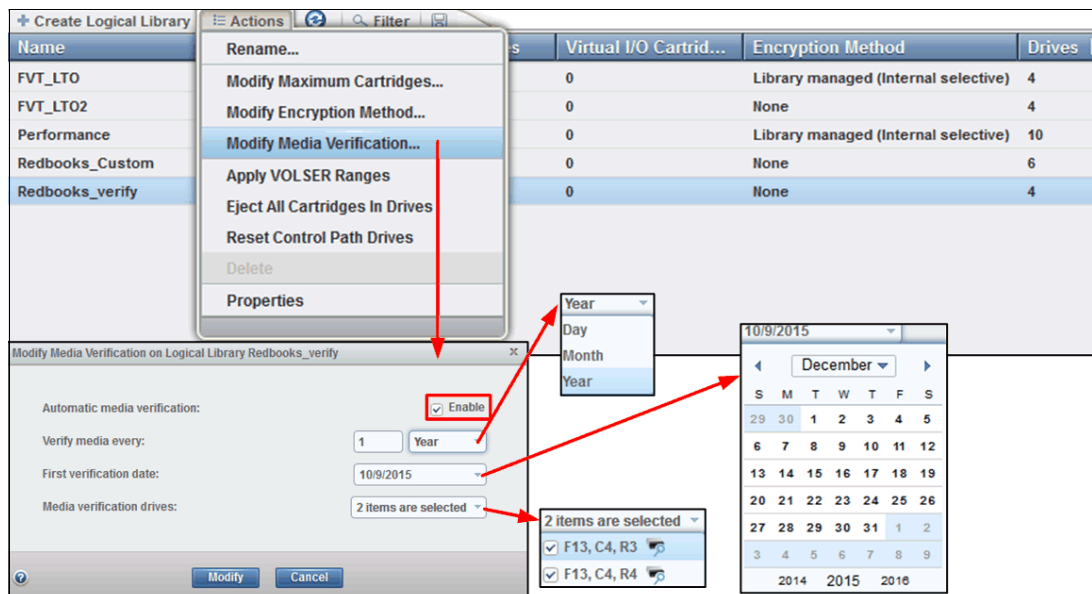 Create Logical Library Actions Filter
Name s Virtual I/O Cartrid... Encryption Method Drives
FVT_LTO 0 Library managed (Internal selective) 4
FVT_LTO2 0 None 4
Performance 0 Library managed (Internal selective) 10
Redbooks_Custom 0 None 6
Redbooks_verify 0 None 4
Rename...
Modify Maximum Cartridges...
Modify Encryption Method...
Modify Media Verification...
Apply VOLSER Ranges
Eject All Cartridges In Drives
Reset Control Path Drives
Delete
Properties
Modify Media Verification on Logical Library Redbooks_verify x
Automatic media verification: Enable
Verify media every: 1 Year
First verification date: 10/9/2015
Media verification drives: 2 items are selected
? Modify Cancel
Year
Day
Month
Year
2 items are selected
F13, C4, R3
F13, C4, R4
10/9/2015
December
S M T W T F S
29 30 1 2 3 4 5
6 7 8 9 10 11 12
13 14 15 16 17 18 19
20 21 22 23 24 25 26
27 28 29 30 31 1 2
3 4 5 6 7 8 9
2014 2015 2016